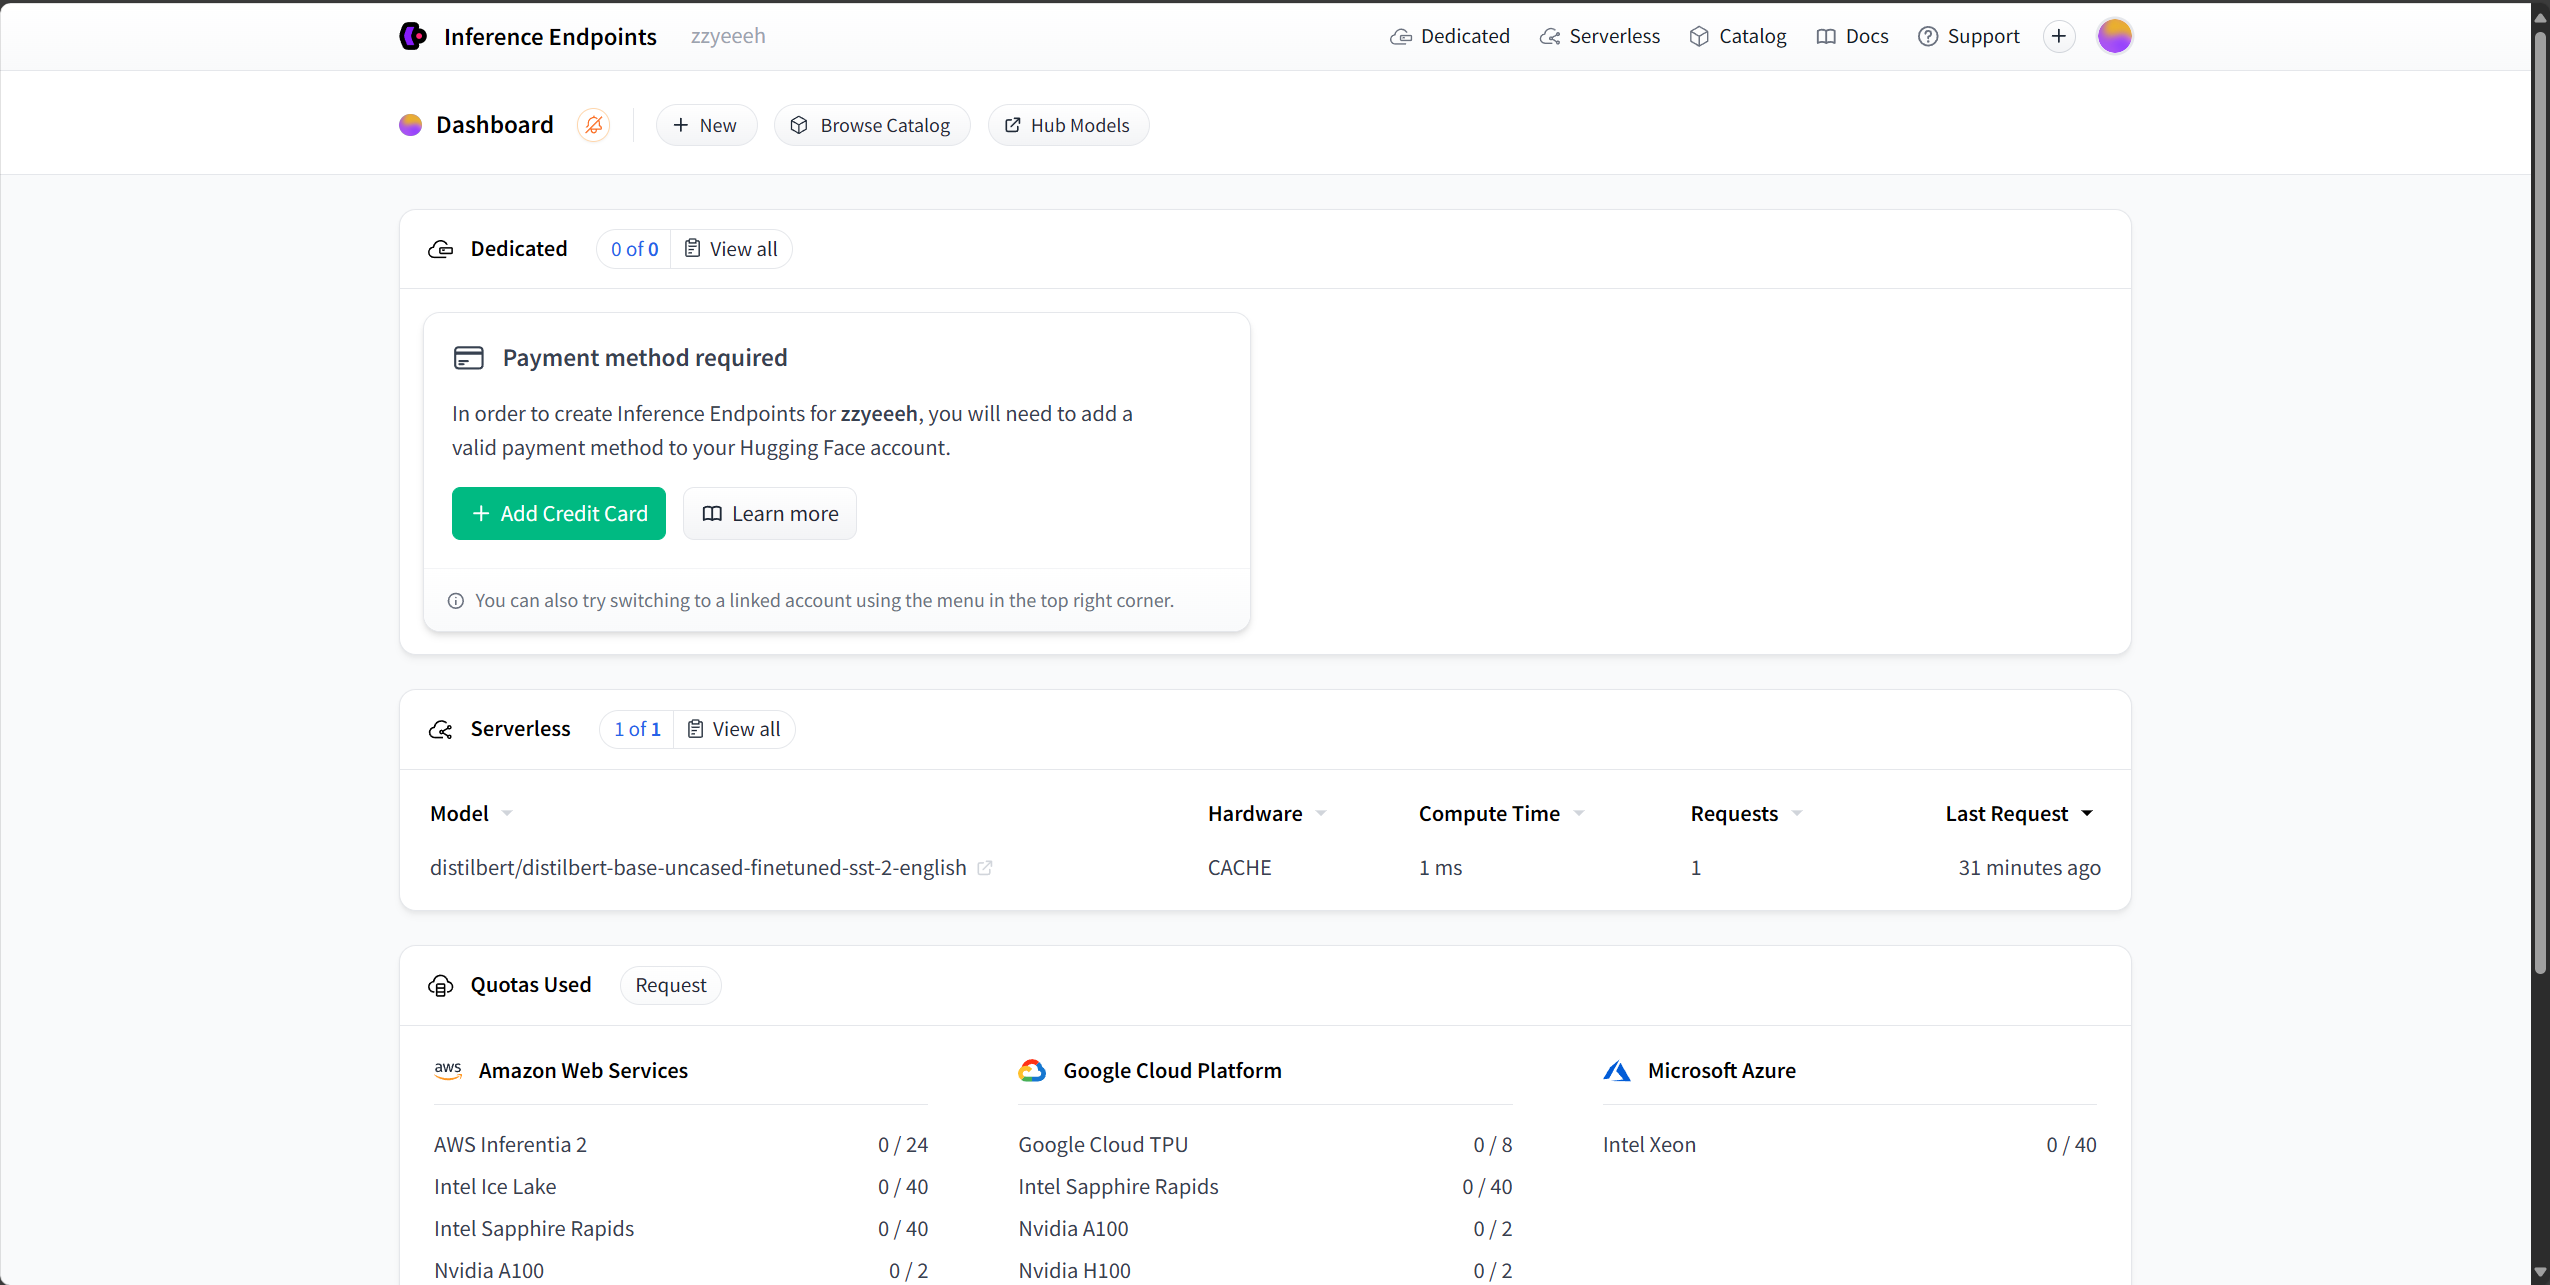 Inference Endpoints zzyeeeh Dedicated Serverless Catalog Docs Support
Dashboard New Browse Catalog Hub Models
Dedicated 0 of 0 View all
Payment method required
In order to create Inference Endpoints for zzyeeeh, you will need to add a
valid payment method to your Hugging Face account.
Add Credit Card Learn more
You can also try switching to a linked account using the menu in the top right corner.
Serverless 1 of 1 View all
Model Hardware Compute Time Requests Last Request
distilbert/distilbert-base-uncased-finetuned-sst-2-english CACHE 1 ms 1 31 minutes ago
Quotas Used Request
aws Amazon Web Services Google Cloud Platform Microsoft Azure
AWS Inferentia 2 0 / 24 Google Cloud TPU 0 / 8 Intel Xeon 0 / 40
Intel Ice Lake 0 / 40 Intel Sapphire Rapids 0 / 40
Intel Sapphire Rapids 0 / 40 Nvidia A100 0 / 2
Nvidia A100 0 / 2 Nvidia H100 0 / 2